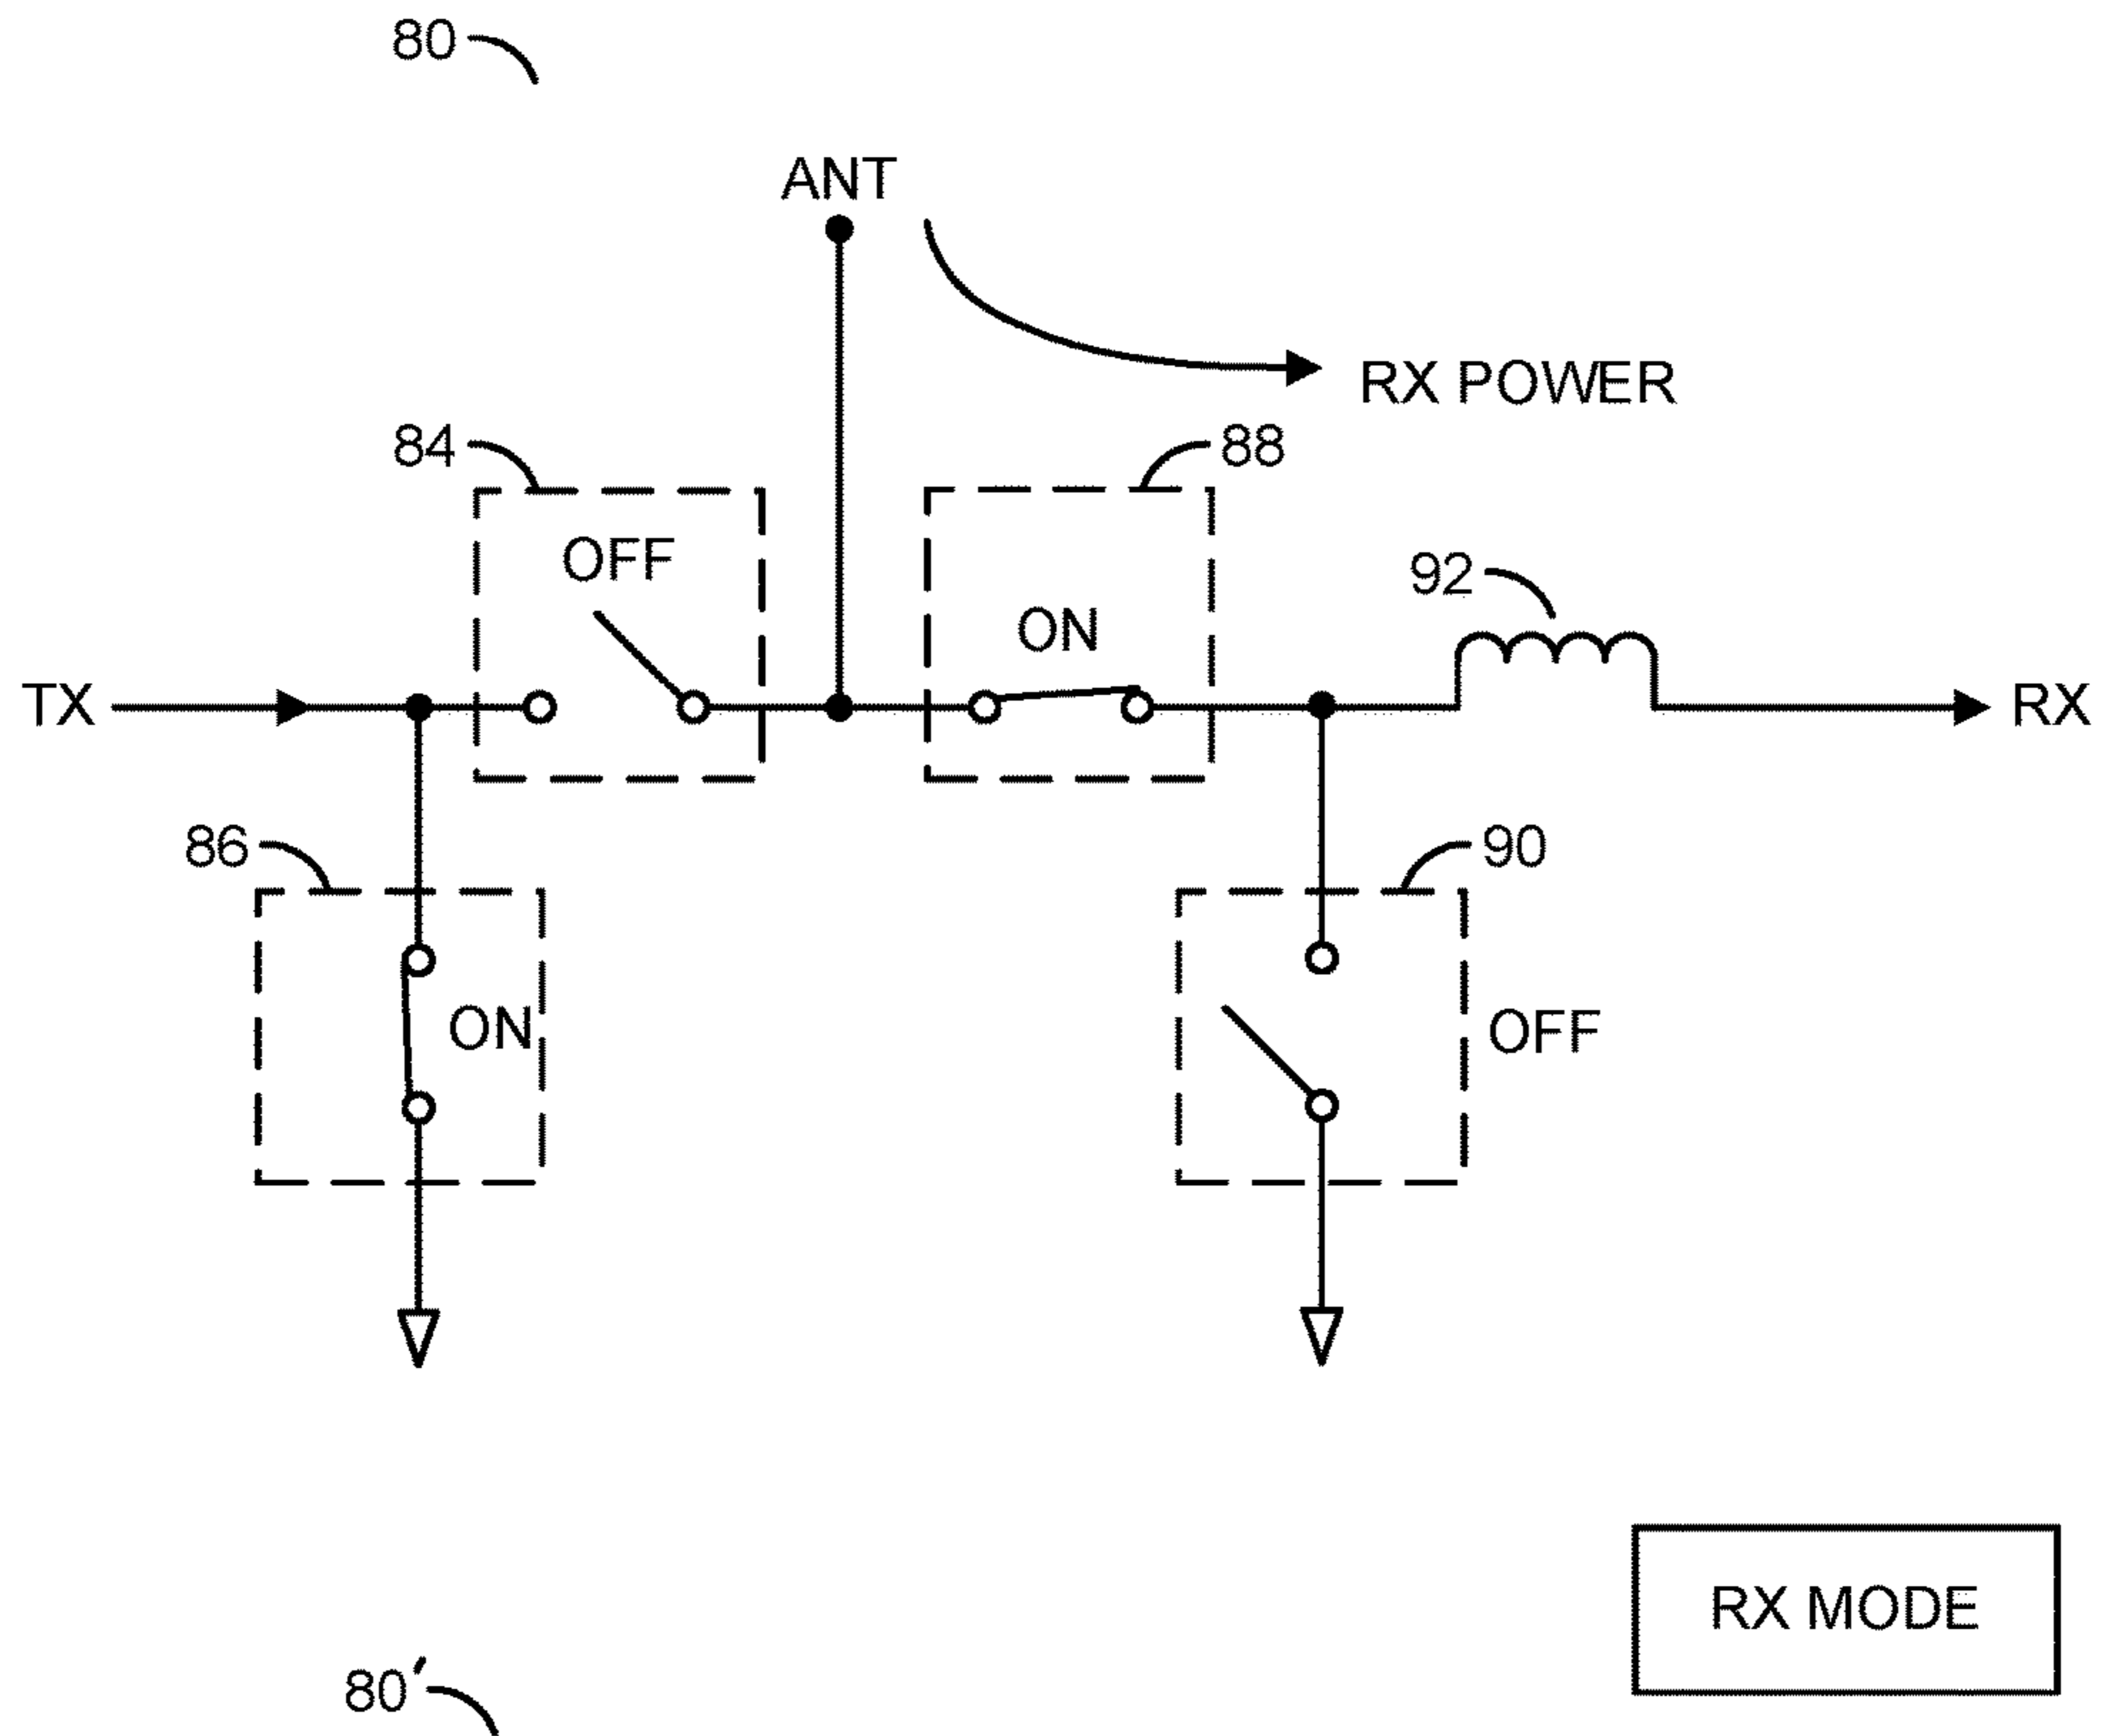 80
ANT
RX POWER
84
88
OFF
92
ON
TX
RX
86
90
ON
OFF
RX MODE
80′